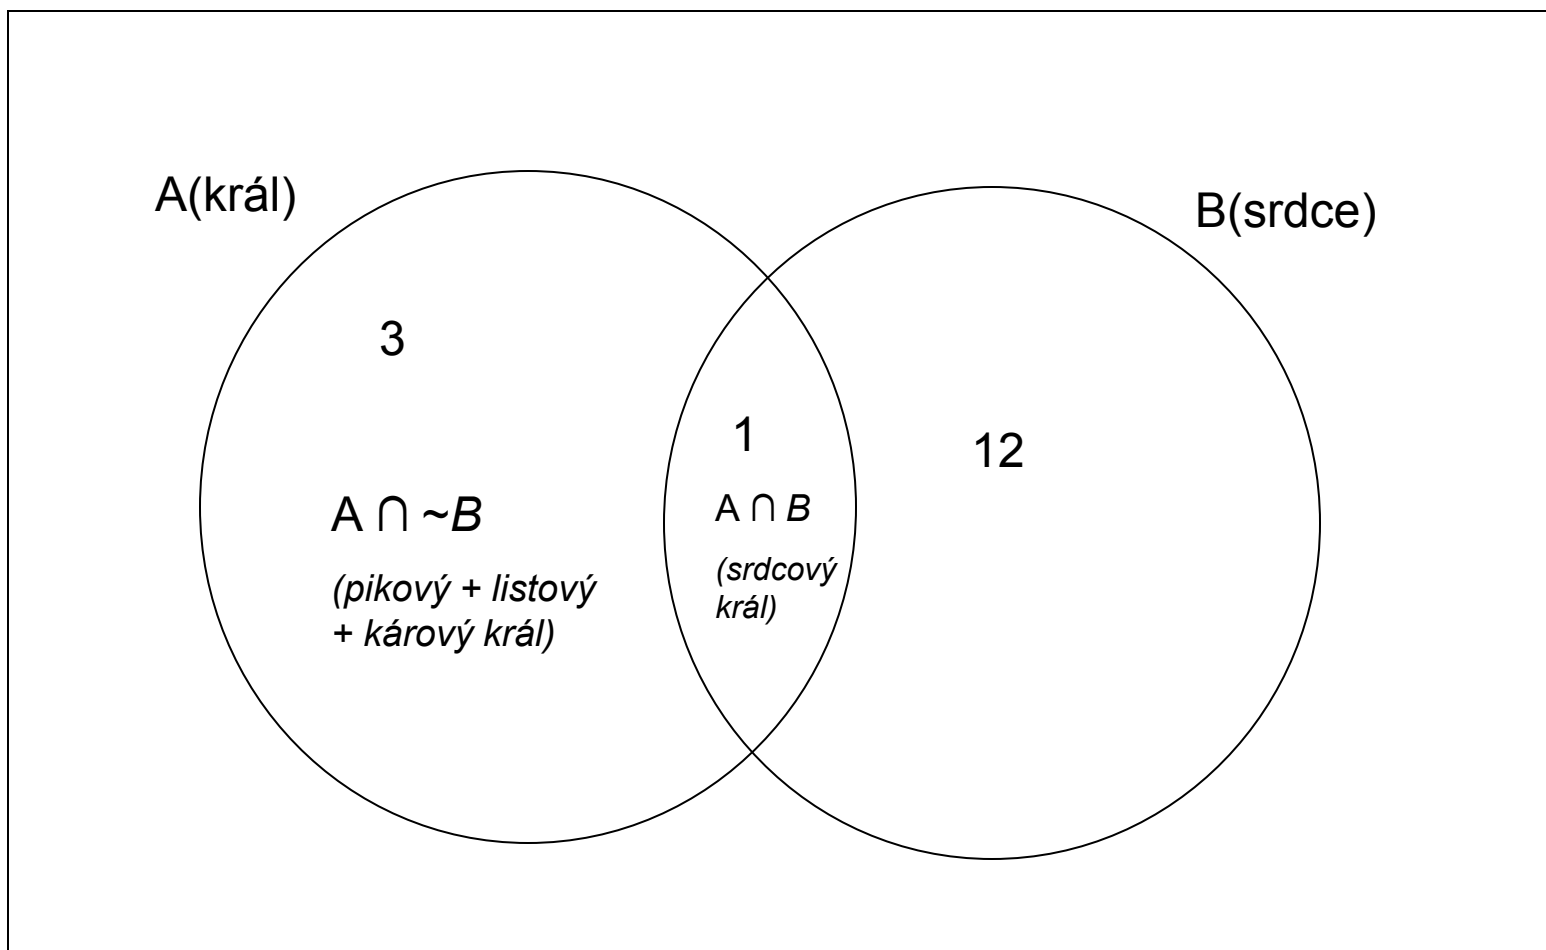 A(král)
B(srdce)
3
1
12
A ∩ ~B
A ∩ B
(pikový + listový
+ kárový král)
(srdcový
král)